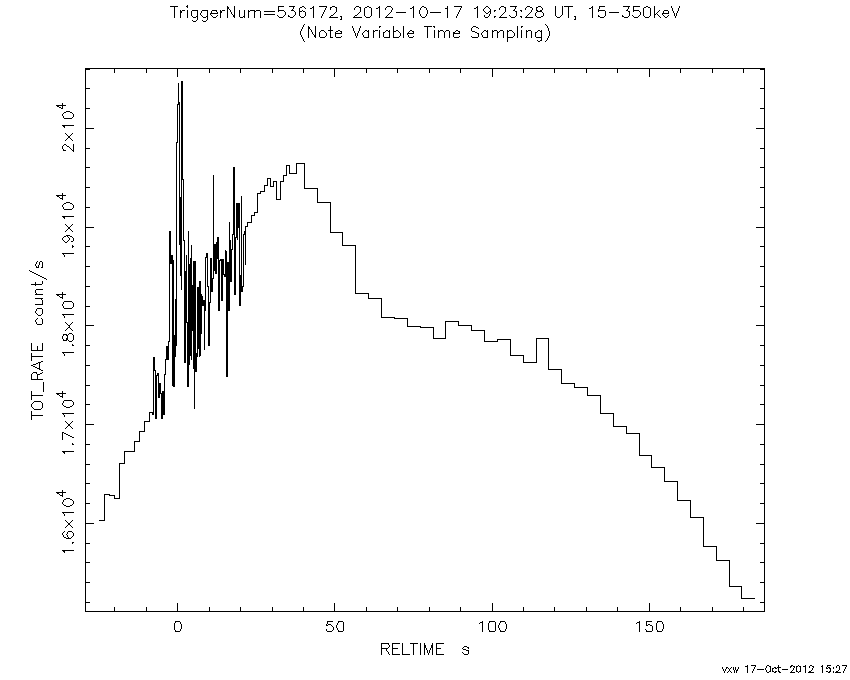 TriggerNum=536172, 2012-10-17 19:23:28 UT, 15-350keV
(Note Variable Time Sampling)
TOT_RATE count/s
2×10⁴
1.9×10⁴
1.8×10⁴
1.7×10⁴
1.6×10⁴
0 50 100 150
RELTIME s
vxw 17-Oct-2012 15:27